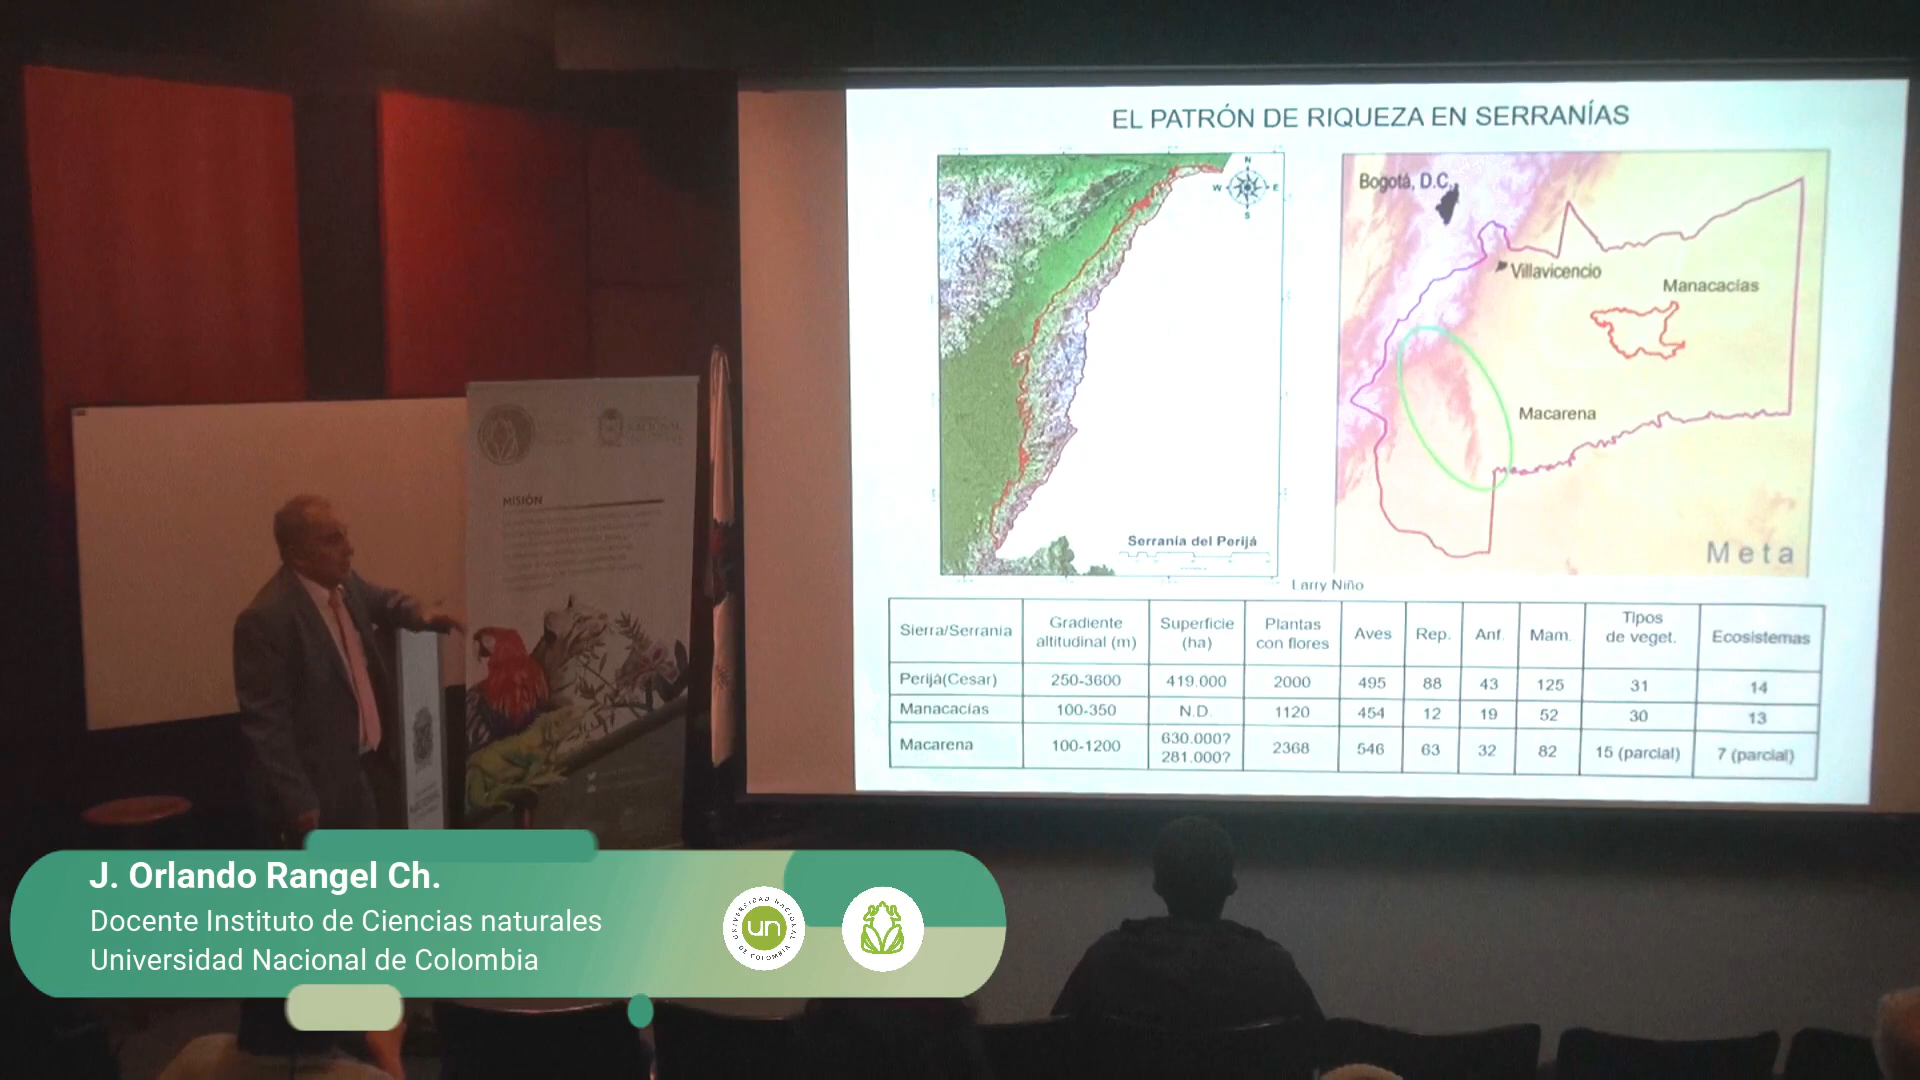 EL PATRÓN DE RIQUEZA EN SERRANÍAS
N
W E
S
Serranía del Perijá
Bogotá, D.C.
Villavicencio
Manacacías
Macarena
Meta
Larry Niño
Sierra/Serranía Gradiente altitudinal (m) Superficie (ha) Plantas con flores Aves Rep. Anf. Mam. Tipos de veget. Ecosistemas
Perijá(Cesar) 250-3600 419.000 2000 495 88 43 125 31 14
Manacacías 100-350 N.D. 1120 454 12 19 52 30 13
Macarena 100-1200 630.000? 281.000? 2368 546 63 32 82 15 (parcial) 7 (parcial)
MISIÓN
J. Orlando Rangel Ch.
Docente Instituto de Ciencias naturales
Universidad Nacional de Colombia
UNIVERSIDAD NACIONAL DE COLOMBIA
un